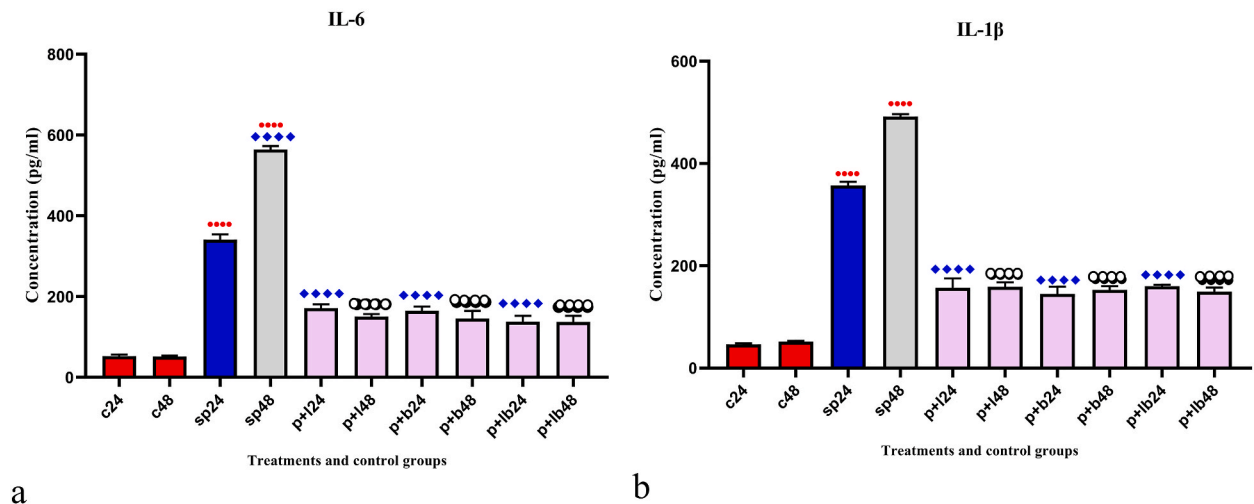 IL-6
800
600
400
200
0
Concentration (pg/ml)
c24
c48
sp24
sp48
p+l24
p+l48
p+b24
p+b48
p+lb24
p+lb48
Treatments and control groups
a
IL-1β
600
400
200
0
Concentration (pg/ml)
c24
c48
sp24
sp48
p+l24
p+l48
p+b24
p+b48
p+lb24
p+lb48
Treatments and control groups
b